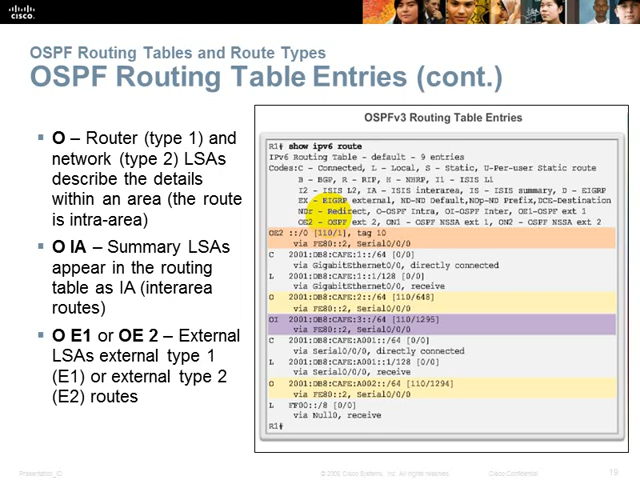 CISCO
OSPF Routing Tables and Route Types
OSPF Routing Table Entries (cont.)
O – Router (type 1) and
network (type 2) LSAs
describe the details
within an area (the route
is intra-area)
O IA – Summary LSAs
appear in the routing
table as IA (interarea
routes)
O E1 or OE 2 – External
LSAs external type 1
(E1) or external type 2
(E2) routes
OSPFv3 Routing Table Entries
R1# show ipv6 route
IPv6 Routing Table - default - 9 entries
Codes:C - Connected, L - Local, S - Static, U-Per-user Static route
B - BGP, R - RIP, H - NHRP, I1 - ISIS L1
I2 - ISIS L2, IA - ISIS interarea, IS - ISIS summary, D - EIGRP
EX - EIGRP external, ND-ND Default,NDp-ND Prefix,DCE-Destination
NDr - Redirect, O-OSPF Intra, OI-OSPF Inter, OE1-OSPF ext 1
OE2 - OSPF ext 2, ON1 - OSPF NSSA ext 1, ON2 - OSPF NSSA ext 2
OE2 ::/0 [110/1], tag 10
via FE80::2, Serial0/0/0
C 2001:DB8:CAFE:1::/64 [0/0]
via GigabitEthernet0/0, directly connected
L 2001:DB8:CAFE:1::1/128 [0/0]
via GigabitEthernet0/0, receive
O 2001:DB8:CAFE:2::/64 [110/648]
via FE80::2, Serial0/0/0
OI 2001:DB8:CAFE:3::/64 [110/1295]
via FE80::2, Serial0/0/0
C 2001:DB8:CAFE:A001::/64 [0/0]
via Serial0/0/0, directly connected
L 2001:DB8:CAFE:A001::1/128 [0/0]
via Serial0/0/0, receive
O 2001:DB8:CAFE:A002::/64 [110/1294]
via FE80::2, Serial0/0/0
L FF00::/8 [0/0]
via Null0, receive
R1#
Presentation_ID
Cisco Systems, Inc. All rights reserved.
Cisco Confidential
19